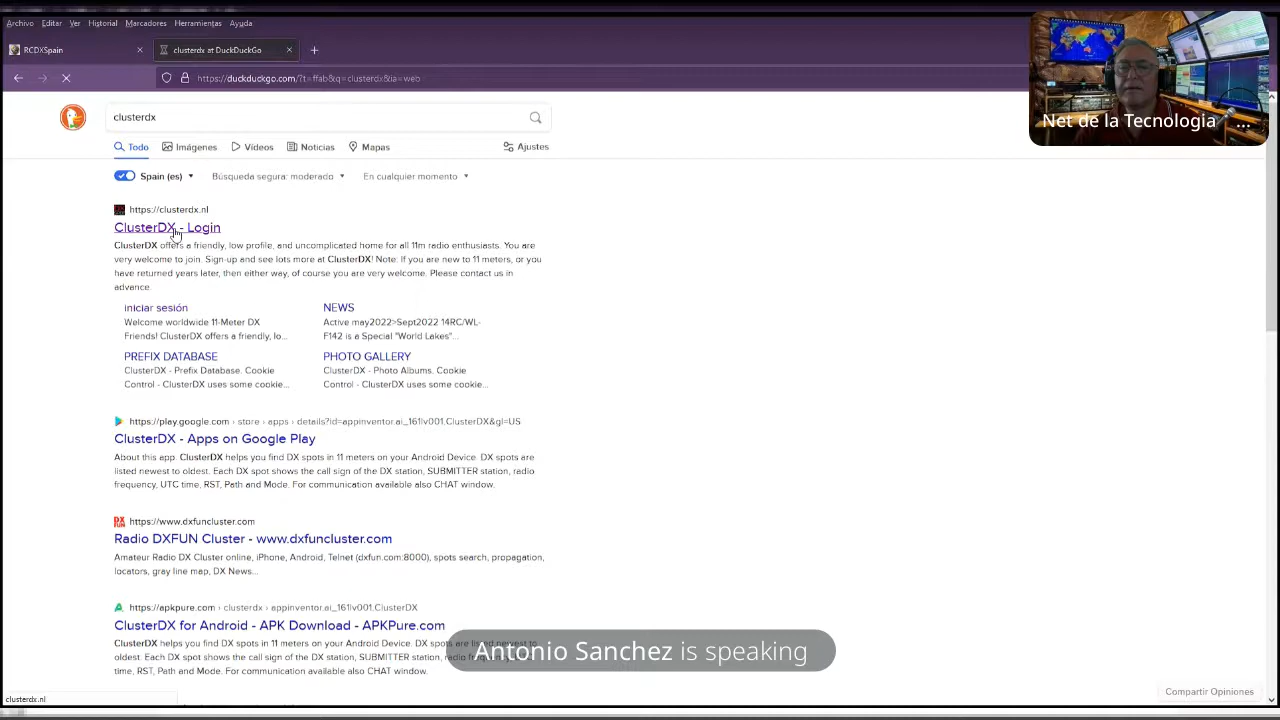 Archivo Editar Ver Historial Marcadores Herramientas Ayuda
RCDXSpain
clusterdx at DuckDuckGo
https://duckduckgo.com/?t=ffab&q=clusterdx&ia=web
Net de la Tecnologia ...
clusterdx
Todo Imágenes Vídeos Noticias Mapas Ajustes
Spain (es) Búsqueda segura: moderado En cualquier momento
https://clusterdx.nl
ClusterDX - Login
ClusterDX offers a friendly, low profile, and uncomplicated home for all 11m radio enthusiasts. You are
very welcome to join. Sign-up and see lots more at ClusterDX! Note: If you are new to 11 meters, or you
have returned years later, then either way, of course you are very welcome. Please contact us in
advance.
iniciar sesión
Welcome worldwide 11-Meter DX
Friends! ClusterDX offers a friendly, lo...
NEWS
Active may2022>Sept2022 14RC/WL-
F142 is a Special "World Lakes"...
PREFIX DATABASE
ClusterDX - Prefix Database. Cookie
Control - ClusterDX uses some cookie...
PHOTO GALLERY
ClusterDX - Photo Albums. Cookie
Control - ClusterDX uses some cookie...
https://play.google.com › store › apps › details?id=appinventor.ai_161lv001.ClusterDX&gl=US
ClusterDX - Apps on Google Play
About this app. ClusterDX helps you find DX spots in 11 meters on your Android Device. DX spots are
listed newest to oldest. Each DX spot shows the call sign of the DX station, SUBMITTER station, radio
frequency, UTC time, RST, Path and Mode. For communication available also CHAT window.
DX FUN
https://www.dxfuncluster.com
Radio DXFUN Cluster - www.dxfuncluster.com
Amateur Radio DX Cluster online, iPhone, Android, Telnet (dxfun.com:8000), spots search, propagation,
locators, gray line map, DX News...
https://apkpure.com › clusterdx › appinventor.ai_161lv001.ClusterDX
ClusterDX for Android - APK Download - APKPure.com
ClusterDX helps you find DX spots in 11 meters on your Android Device. DX spots are listed newest to
oldest. Each DX spot shows the call sign of the DX station, SUBMITTER station, radio frequency, UTC
time, RST, Path and Mode. For communication available also CHAT window.
Antonio Sanchez is speaking
Compartir Opiniones
clusterdx.nl